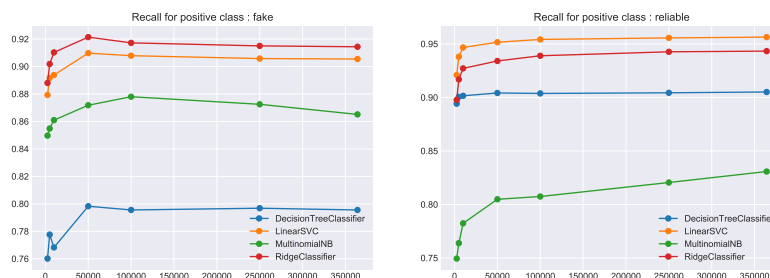 Recall for positive class : fake
0.92
0.90
0.88
0.86
0.84
0.82
0.80
0.78
0.76
0 50000 100000 150000 200000 250000 300000 350000
DecisionTreeClassifier
LinearSVC
MultinomialNB
RidgeClassifier
Recall for positive class : reliable
0.95
0.90
0.85
0.80
0.75
0 50000 100000 150000 200000 250000 300000 350000
DecisionTreeClassifie
LinearSVC
MultinomialNB
RidgeClassifier